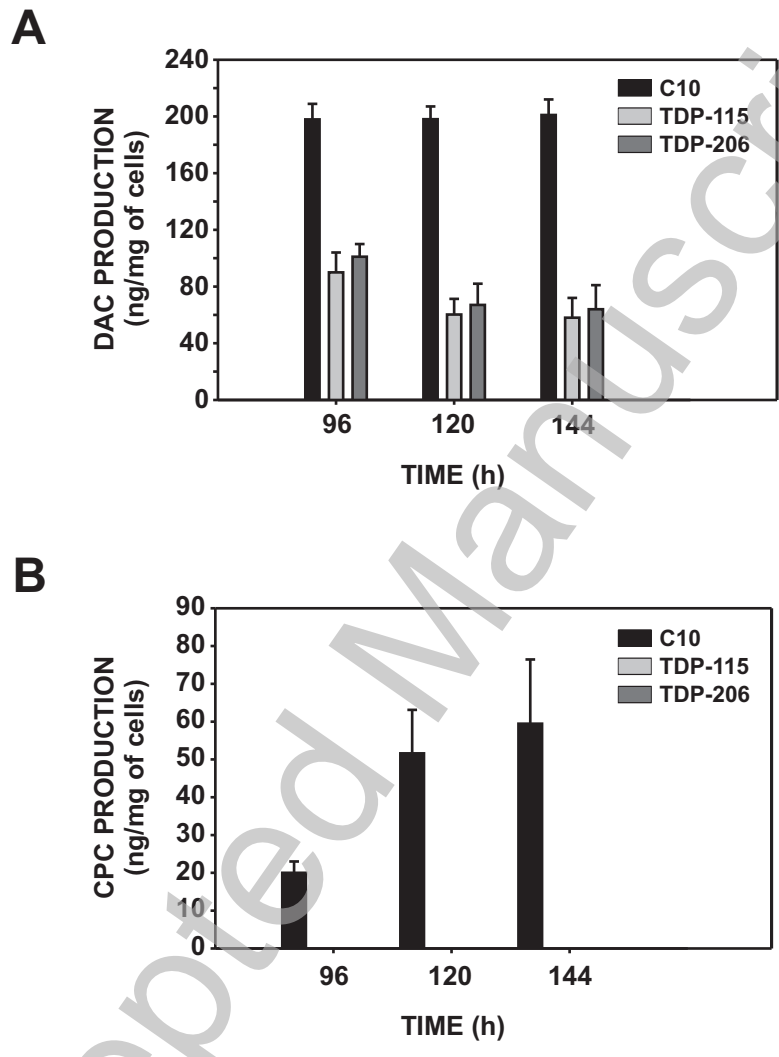 A
240
200
160
120
80
40
0
DAC PRODUCTION
(ng/mg of cells)
C10
TDP-115
TDP-206
96 120 144
TIME (h)
B
90
80
70
60
50
40
30
20
10
0
CPC PRODUCTION
(ng/mg of cells)
C10
TDP-115
TDP-206
96 120 144
TIME (h)
pted Manuscri